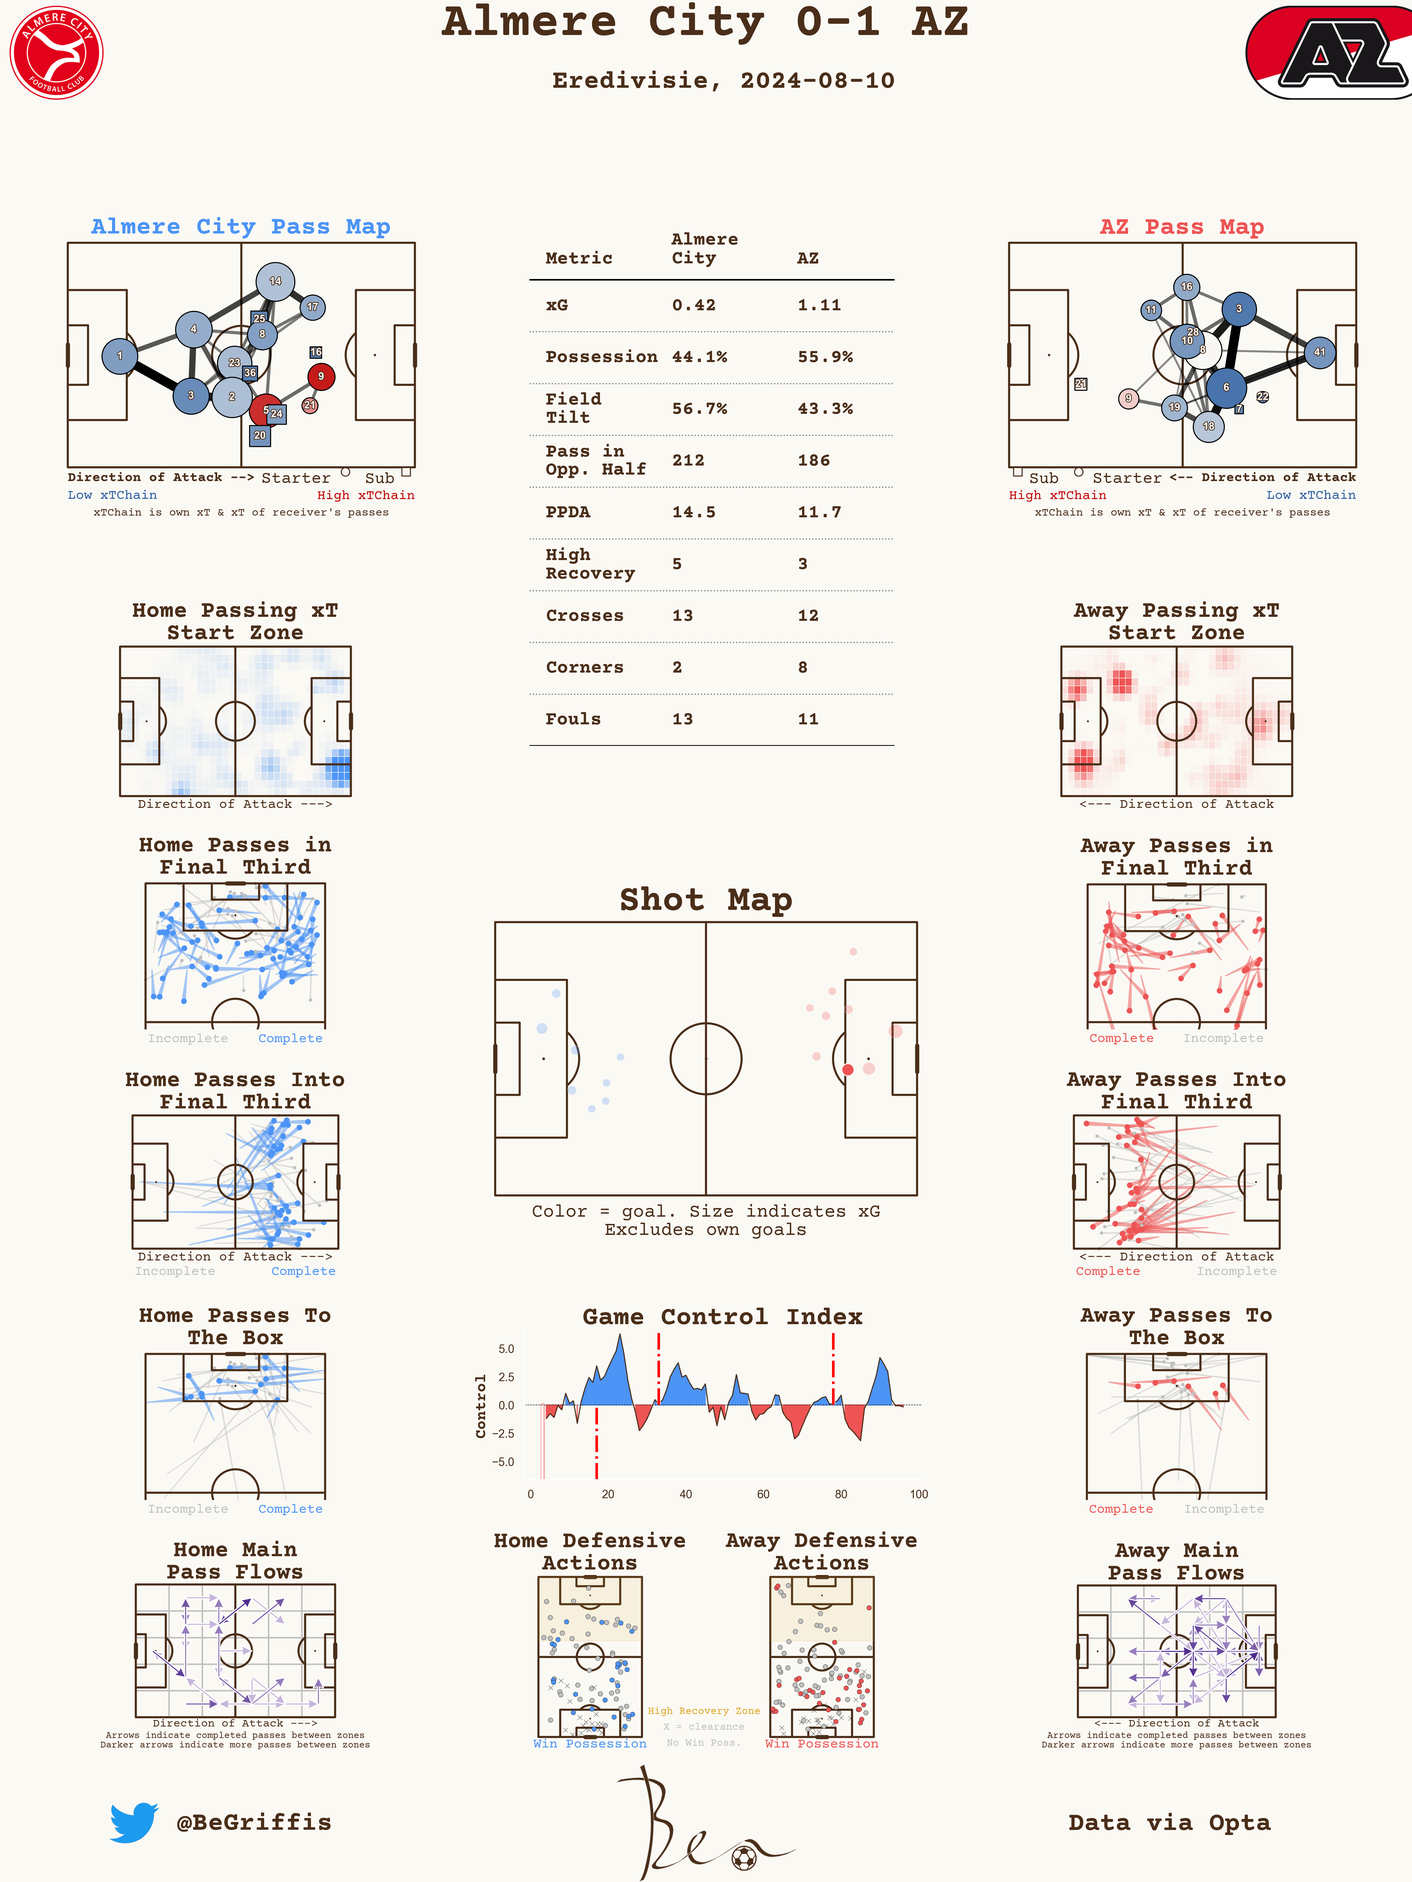 Almere City 0-1 AZ
Eredivisie, 2024-08-10
ALMERE CITY
FOOTBALL CLUB
AZ
Almere City Pass Map
14
17
25
8
4
23
1
16
36
9
3
2
5
24
21
20
Direction of Attack --> Starter Sub
Low xTChain High xTChain
xTChain is own xT & xT of receiver's passes
Metric Almere City AZ
xG 0.42 1.11
Possession 44.1% 55.9%
Field Tilt 56.7% 43.3%
Pass in Opp. Half 212 186
PPDA 14.5 11.7
High Recovery 5 3
Crosses 13 12
Corners 2 8
Fouls 13 11
AZ Pass Map
16
11
3
28
10
8
41
21
6
9
22
19
7
18
Sub Starter <-- Direction of Attack
High xTChain Low xTChain
xTChain is own xT & xT of receiver's passes
Home Passing xT
Start Zone
Direction of Attack --->
Away Passing xT
Start Zone
<--- Direction of Attack
Home Passes in
Final Third
Incomplete Complete
Away Passes in
Final Third
Complete Incomplete
Shot Map
Color = goal. Size indicates xG
Excludes own goals
Home Passes Into
Final Third
Direction of Attack --->
Incomplete Complete
Away Passes Into
Final Third
<--- Direction of Attack
Complete Incomplete
Home Passes To
The Box
Incomplete Complete
Game Control Index
Control
5.0
2.5
0.0
−2.5
−5.0
0 20 40 60 80 100
Away Passes To
The Box
Complete Incomplete
Home Main
Pass Flows
Direction of Attack --->
Arrows indicate completed passes between zones
Darker arrows indicate more passes between zones
Home Defensive
Actions
Win Possession
High Recovery Zone
X = clearance
No Win Poss.
Away Defensive
Actions
Win Possession
Away Main
Pass Flows
<--- Direction of Attack
Arrows indicate completed passes between zones
Darker arrows indicate more passes between zones
@BeGriffis
Ben
Data via Opta